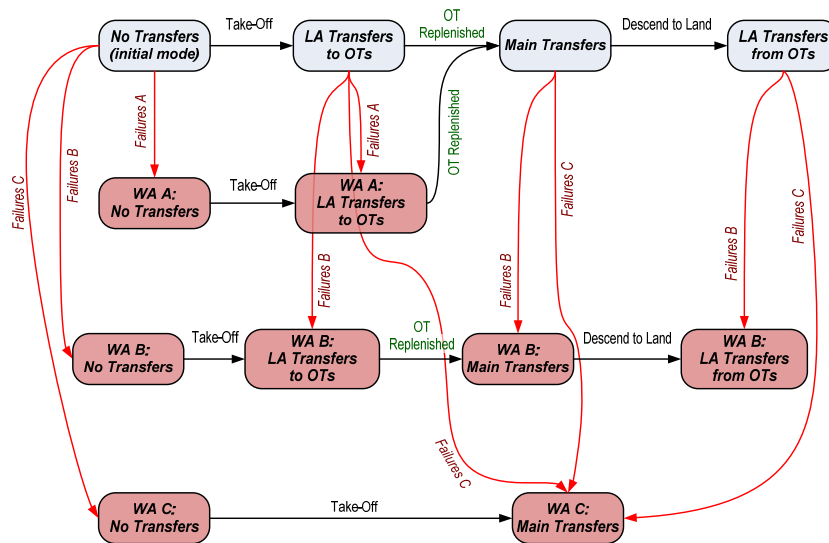 No Transfers
(initial mode)
Take-Off
LA Transfers
to OTs
OT
Replenished
Main Transfers
Descend to Land
LA Transfers
from OTs
Failures A
Failures B
Failures C
Failures A
OT Replenished
Failures C
Failures C
WA A:
No Transfers
Take-Off
WA A:
LA Transfers
to OTs
Failures B
Failures B
Failures B
WA B:
No Transfers
Take-Off
WA B:
LA Transfers
to OTs
OT
Replenished
WA B:
Main Transfers
Descend to Land
WA B:
LA Transfers
from OTs
Failures C
WA C:
No Transfers
Take-Off
WA C:
Main Transfers